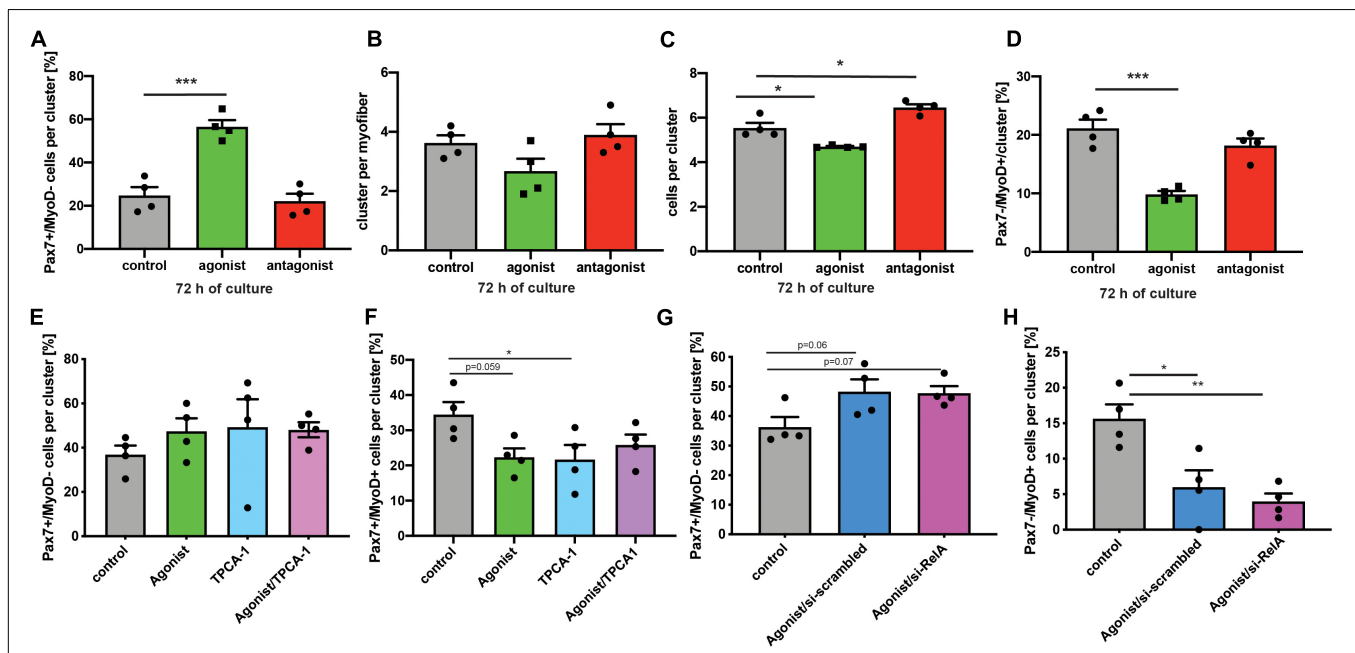 A
Pax7+/MyoD- cells per cluster [%]
80
60
40
20
0
***
control
agonist
antagonist
72 h of culture
B
cluster per myofiber
6
4
2
0
control
agonist
antagonist
72 h of culture
C
cells per cluster
8
6
4
2
0
*
*
control
agonist
antagonist
72 h of culture
D
Pax7-/MyoD+/cluster [%]
30
20
10
0
***
control
agonist
antagonist
72 h of culture
E
Pax7+/MyoD- cells per cluster [%]
80
60
40
20
0
control
Agonist
TPCA-1
Agonist/TPCA-1
F
Pax7+/MyoD+ cells per cluster [%]
50
40
30
20
10
0
*
p=0.059
control
Agonist
TPCA-1
Agonist/TPCA1
G
Pax7+/MyoD- cells per cluster [%]
70
60
50
40
30
20
10
0
p=0.06
p=0.07
control
Agonist/si-scrambled
Agonist/si-RelA
H
Pax7-/MyoD+ cells per cluster [%]
25
20
15
10
5
0
*
**
control
Agonist/si-scrambled
Agonist/si-RelA